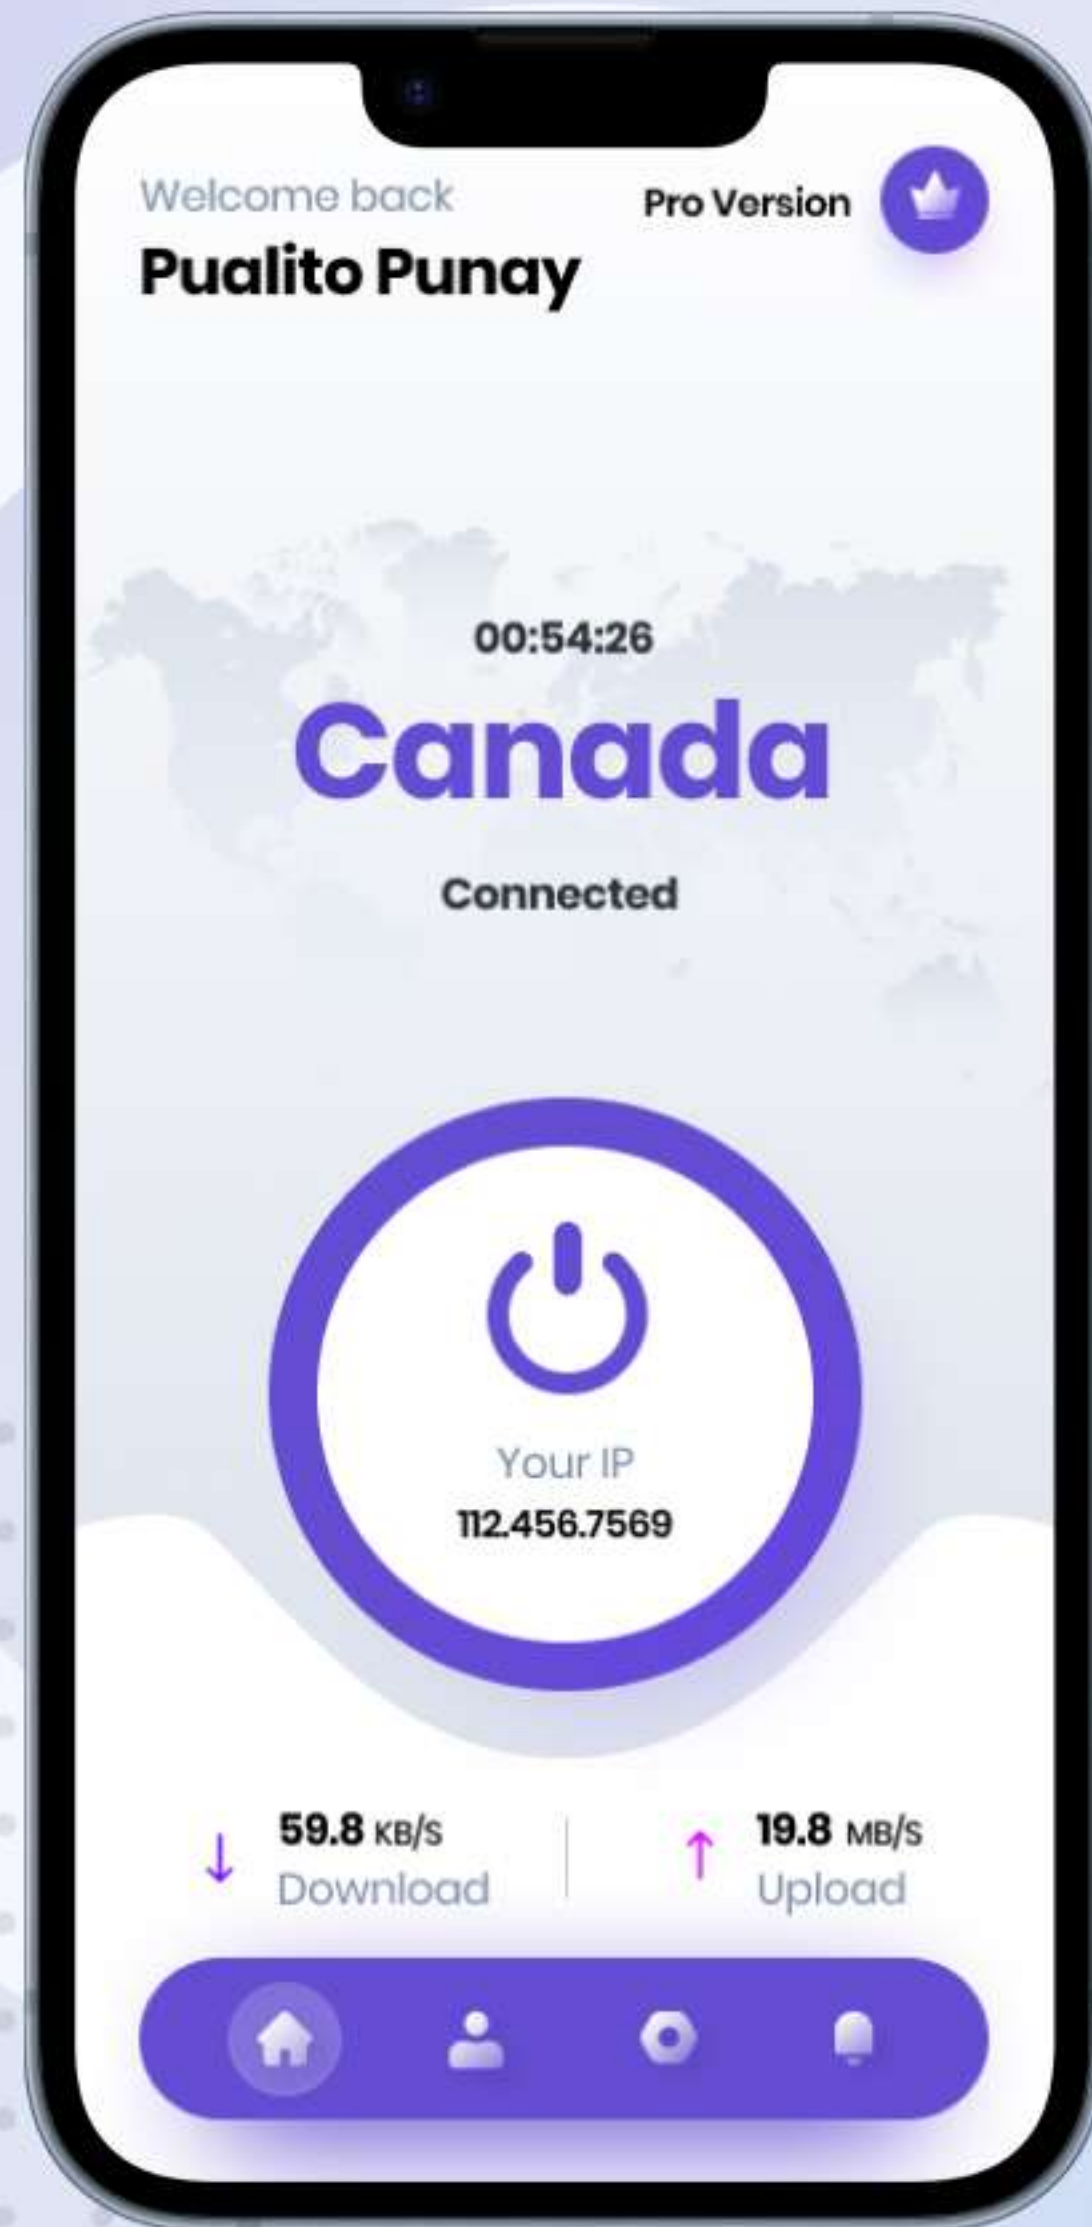 Welcome back
Pualito Punay
Pro Version
00:54:26
Canada
Connected
Your IP
112.456.7569
59.8 KB/S
Download
19.8 MB/S
Upload